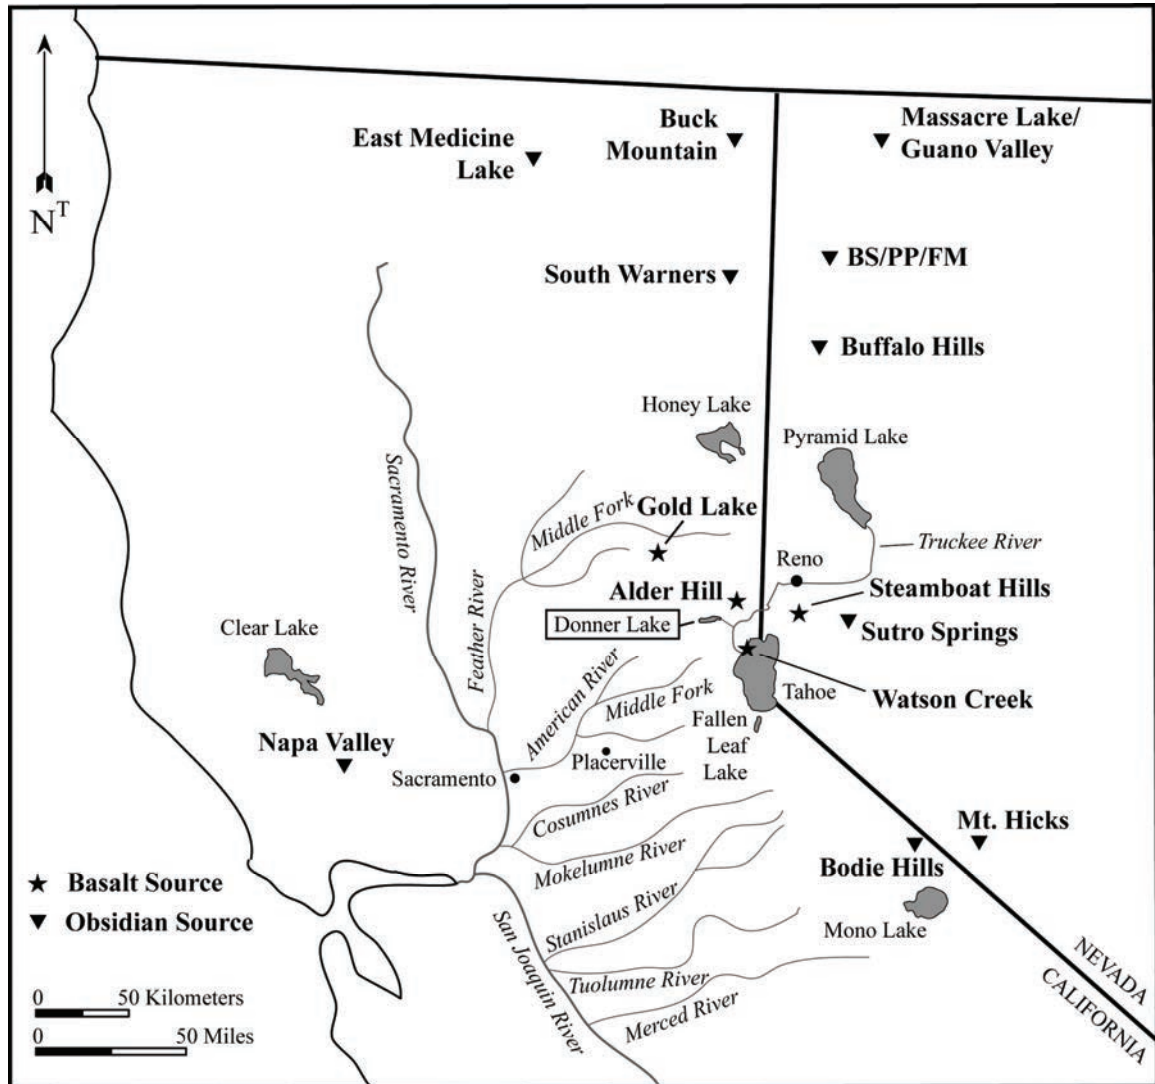 East Medicine
Lake
Buck
Mountain
Massacre Lake/
Guano Valley
N T
South Warners
BS/PP/FM
Buffalo Hills
Honey Lake
Pyramid Lake
Sacramento River
Middle Fork
Gold Lake
Truckee River
Reno
Feather River
Alder Hill
Steamboat Hills
Donner Lake
Sutro Springs
Clear Lake
American River
Middle Fork
Tahoe
Watson Creek
Fallen
Leaf
Lake
Napa Valley
Sacramento
Placerville
Cosumnes River
Mt. Hicks
Mokelumne River
Bodie Hills
Basalt Source
Obsidian Source
Stanislaus River
San Joaquin River
Mono Lake
NEVADA
CALIFORNIA
Tuolumne River
Merced River
0 50 Kilometers
0 50 Miles